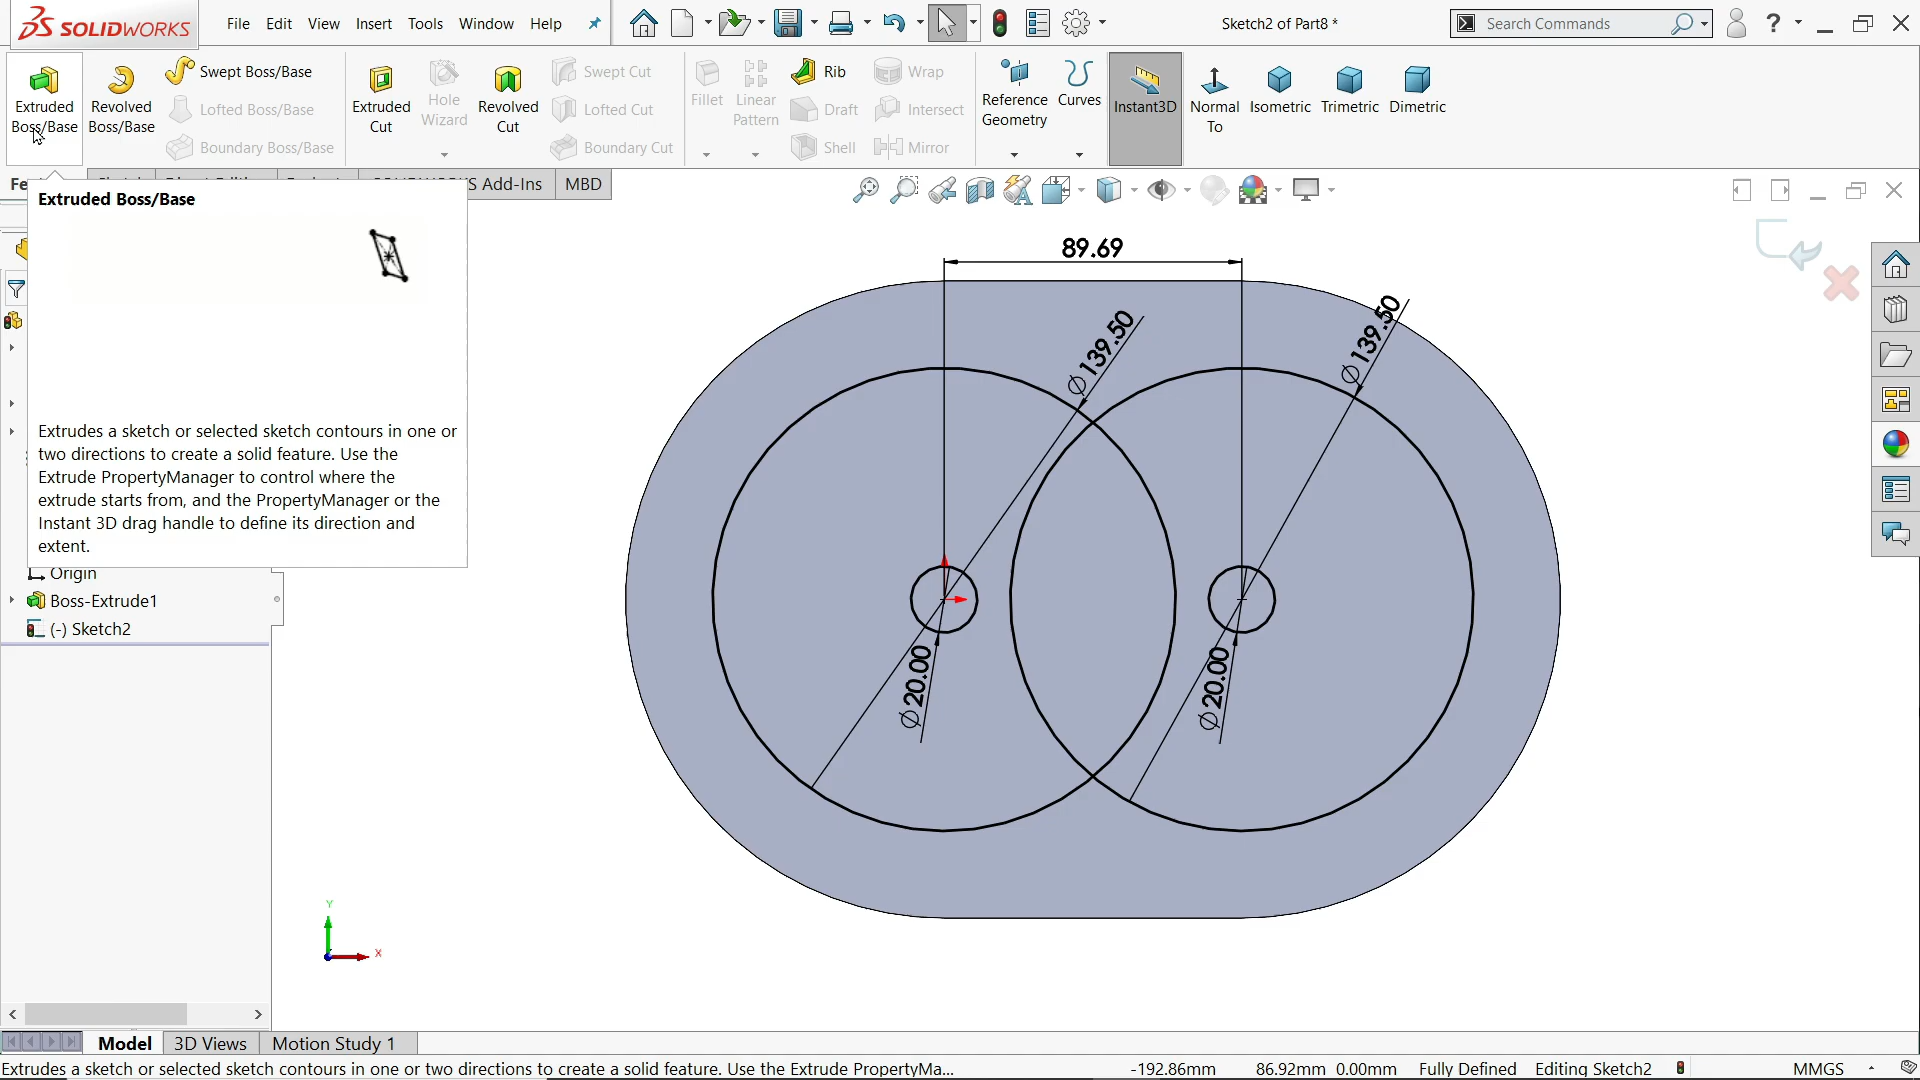 SOLIDWORKS
File Edit View Insert Tools Window Help
Sketch2 of Part8 *
Search Commands
Extruded
Boss/Base
Revolved
Boss/Base
Swept Boss/Base
Lofted Boss/Base
Boundary Boss/Base
Extruded
Cut
Hole
Wizard
Revolved
Cut
Swept Cut
Lofted Cut
Boundary Cut
Fillet
Linear
Pattern
Rib
Draft
Shell
Wrap
Intersect
Mirror
Reference
Geometry
Curves
Instant3D
Normal
To
Isometric
Trimetric
Dimetric
Fe
S Add-Ins
MBD
Extruded Boss/Base
Extrudes a sketch or selected sketch contours in one or
two directions to create a solid feature. Use the
Extrude PropertyManager to control where the
extrude starts from, and the PropertyManager or the
Instant 3D drag handle to define its direction and
extent.
Origin
Boss-Extrude1
(-) Sketch2
89.69
∅139.50
∅139.50
∅20.00
∅20.00
Y
X
Model
3D Views
Motion Study 1
Extrudes a sketch or selected sketch contours in one or two directions to create a solid feature. Use the Extrude PropertyMa...
-192.86mm 86.92mm 0.00mm Fully Defined Editing Sketch2
MMGS